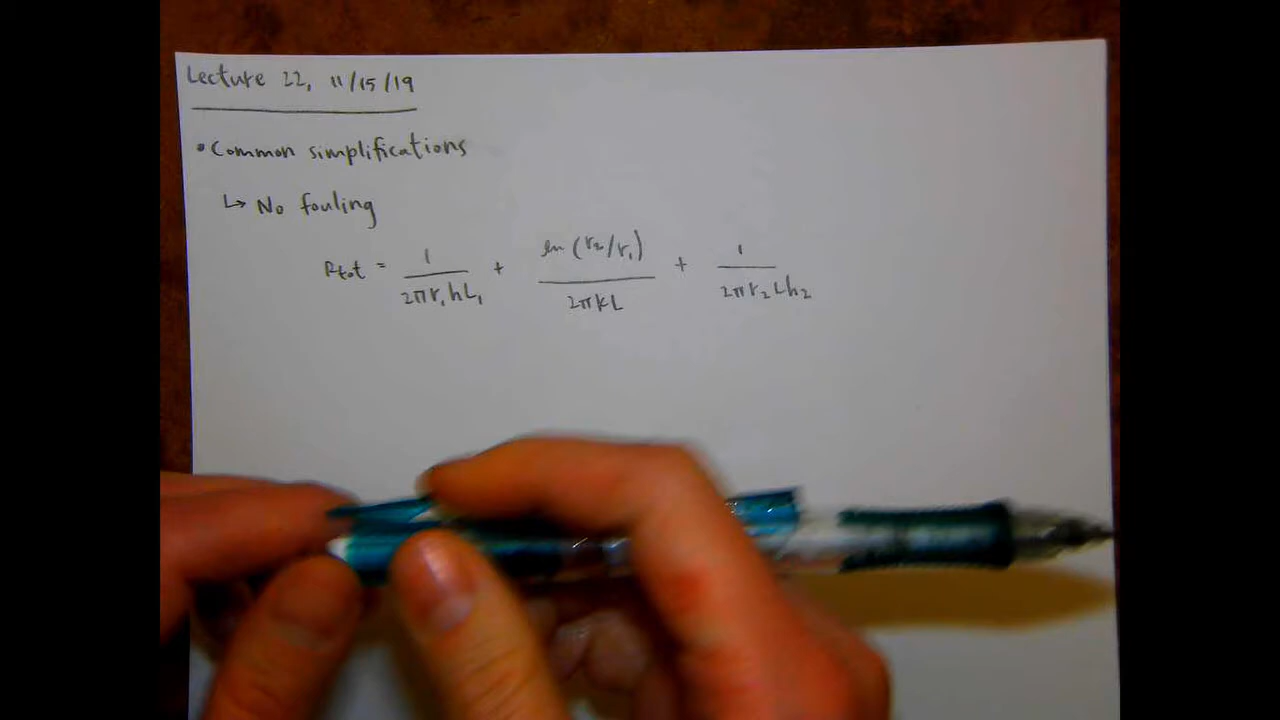 Lecture 22, 11/15/19
• Common simplifications
↳ No fouling
Rtot = 1/(2πr₁hL₁) + ln(r₂/r₁)/(2πkL) + 1/(2πr₂Lh₂)